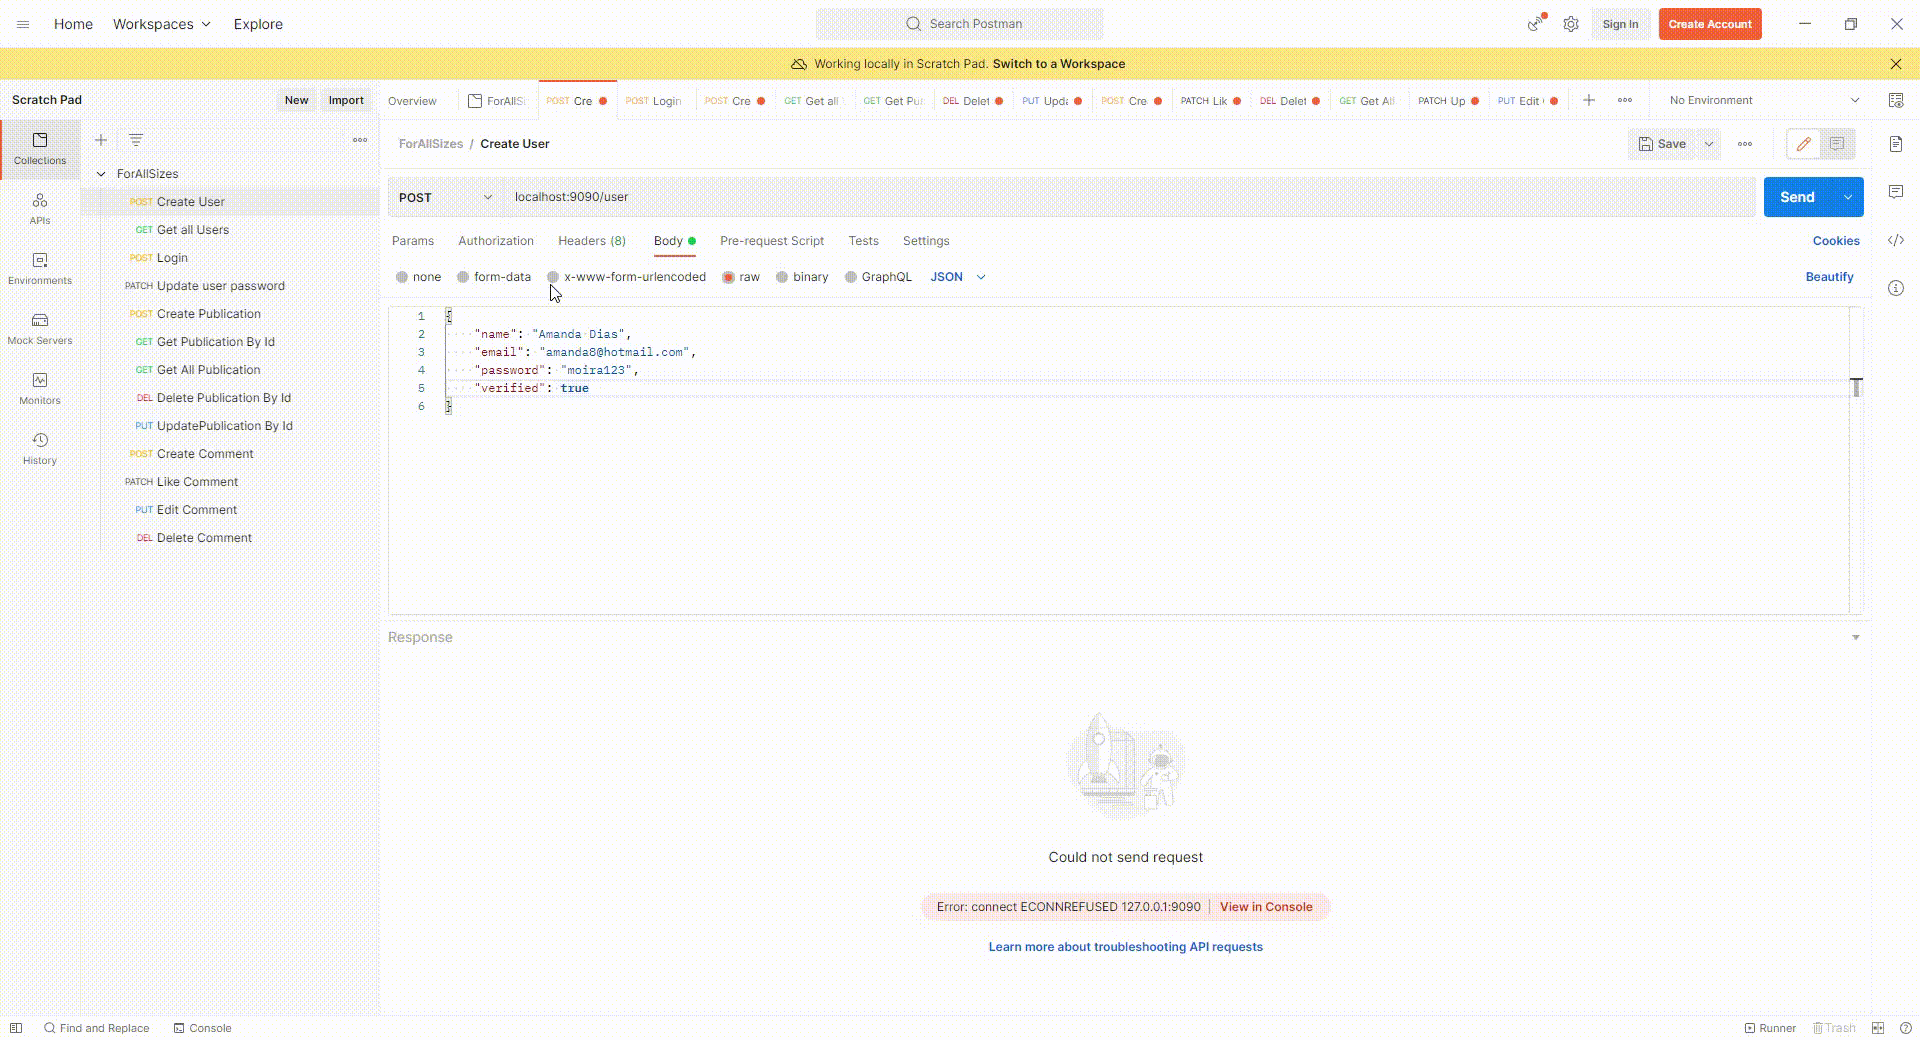 Home
Workspaces
Explore
Search Postman
Sign In
Create Account
Working locally in Scratch Pad. Switch to a Workspace
Scratch Pad
New
Import
Overview
ForAllSi
POST Cre
POST Login
POST Cre
GET Get all
GET Get Pu
DEL Delet
PUT Upda
POST Cre
PATCH Lik
DEL Delet
GET Get Al
PATCH Up
PUT Edit
No Environment
Collections
APIs
Environments
Mock Servers
Monitors
History
ForAllSizes
POST Create User
GET Get all Users
POST Login
PATCH Update user password
POST Create Publication
GET Get Publication By Id
GET Get All Publication
DEL Delete Publication By Id
PUT UpdatePublication By Id
POST Create Comment
PATCH Like Comment
PUT Edit Comment
DEL Delete Comment
ForAllSizes / Create User
Save
POST
localhost:9090/user
Send
Params
Authorization
Headers (8)
Body
Pre-request Script
Tests
Settings
Cookies
none
form-data
x-www-form-urlencoded
raw
binary
GraphQL
JSON
Beautify
1 {
2 "name": "Amanda Dias",
3 "email": "amanda8@hotmail.com",
4 "password": "moira123",
5 "verified": true
6 }
Response
Could not send request
Error: connect ECONNREFUSED 127.0.0.1:9090 | View in Console
Learn more about troubleshooting API requests
Find and Replace
Console
Runner
Trash